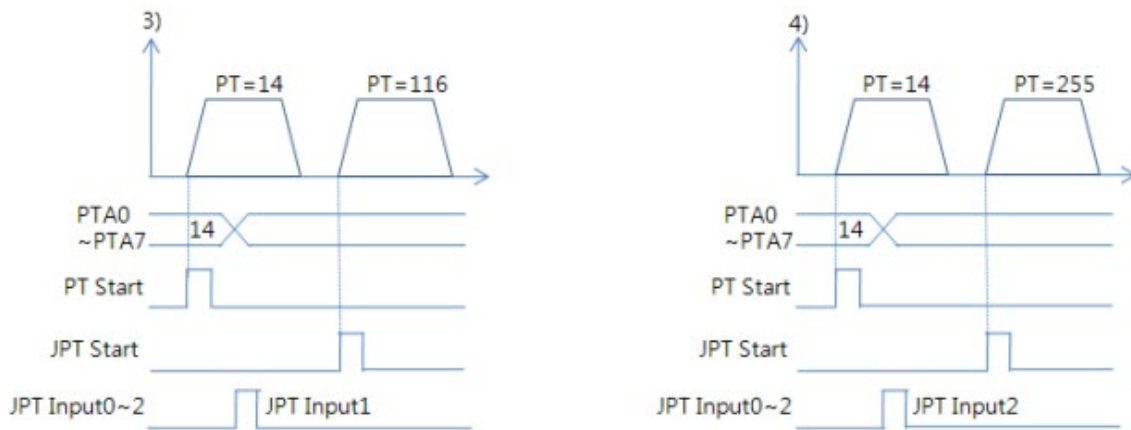 3)
PT=14 PT=116
PTA0
~PTA7 14
PT Start
JPT Start
JPT Input0~2 JPT Input1
4)
PT=14 PT=255
PTA0
~PTA7 14
PT Start
JPT Start
JPT Input0~2 JPT Input2